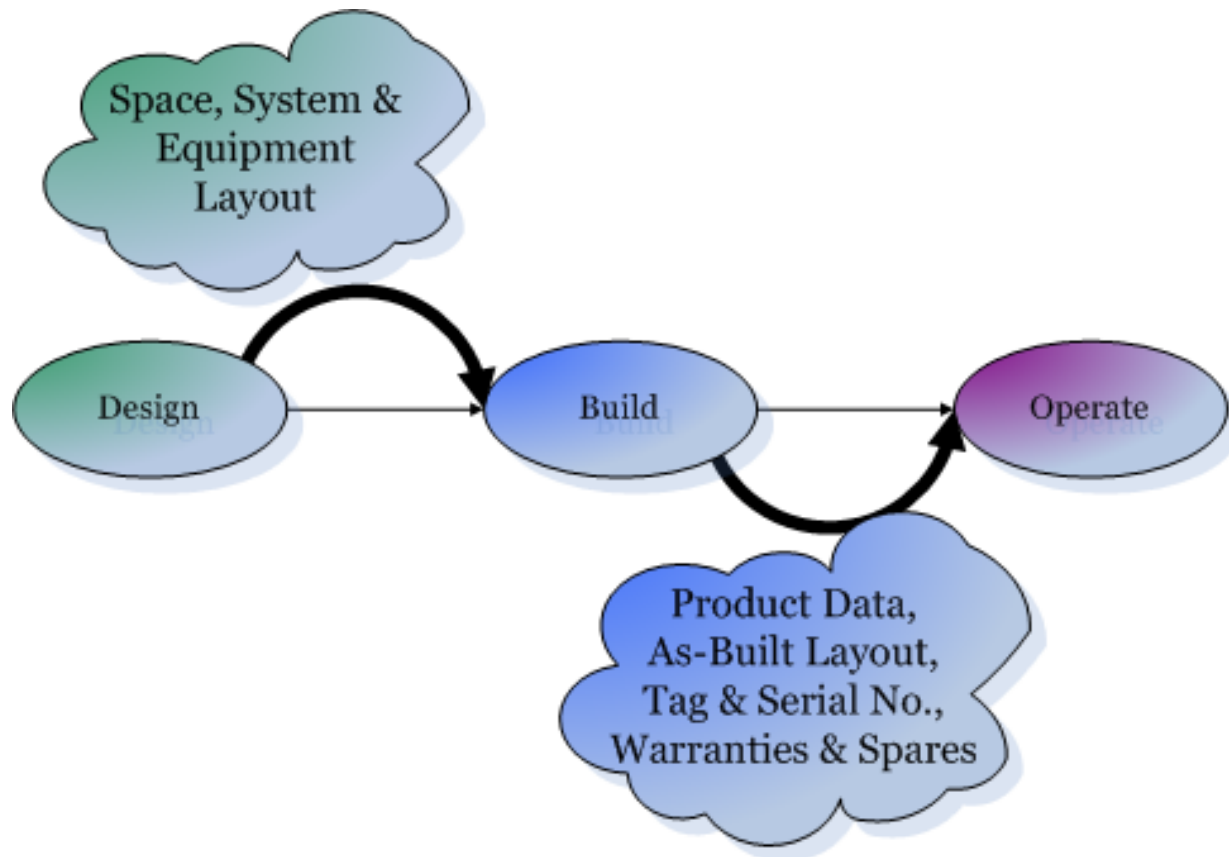 Space, System &
Equipment
Layout
Design
Build
Operate
Product Data,
As-Built Layout,
Tag & Serial No.,
Warranties & Spares